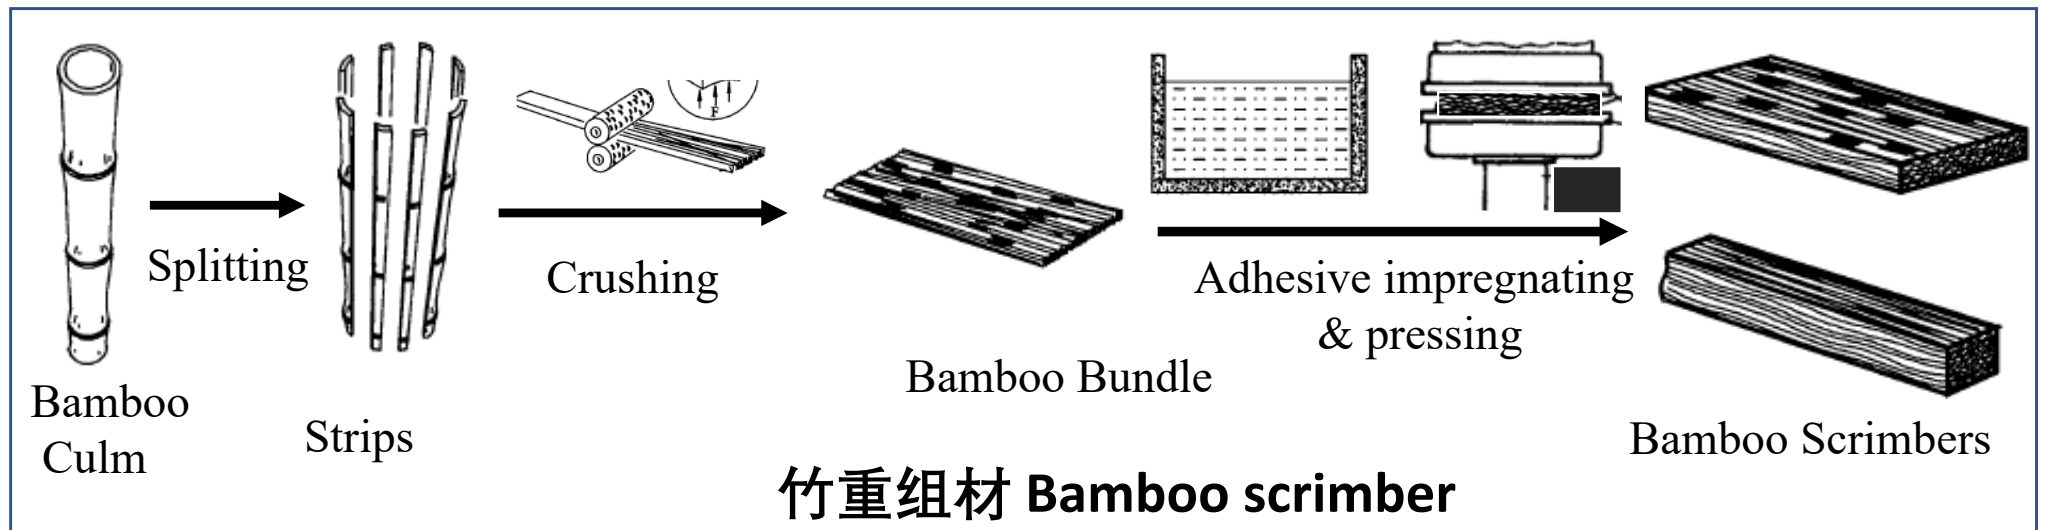 F
Splitting
Crushing
Adhesive impregnating
& pressing
Bamboo
Culm
Strips
Bamboo Bundle
Bamboo Scrimbers
竹重组材 Bamboo scrimber